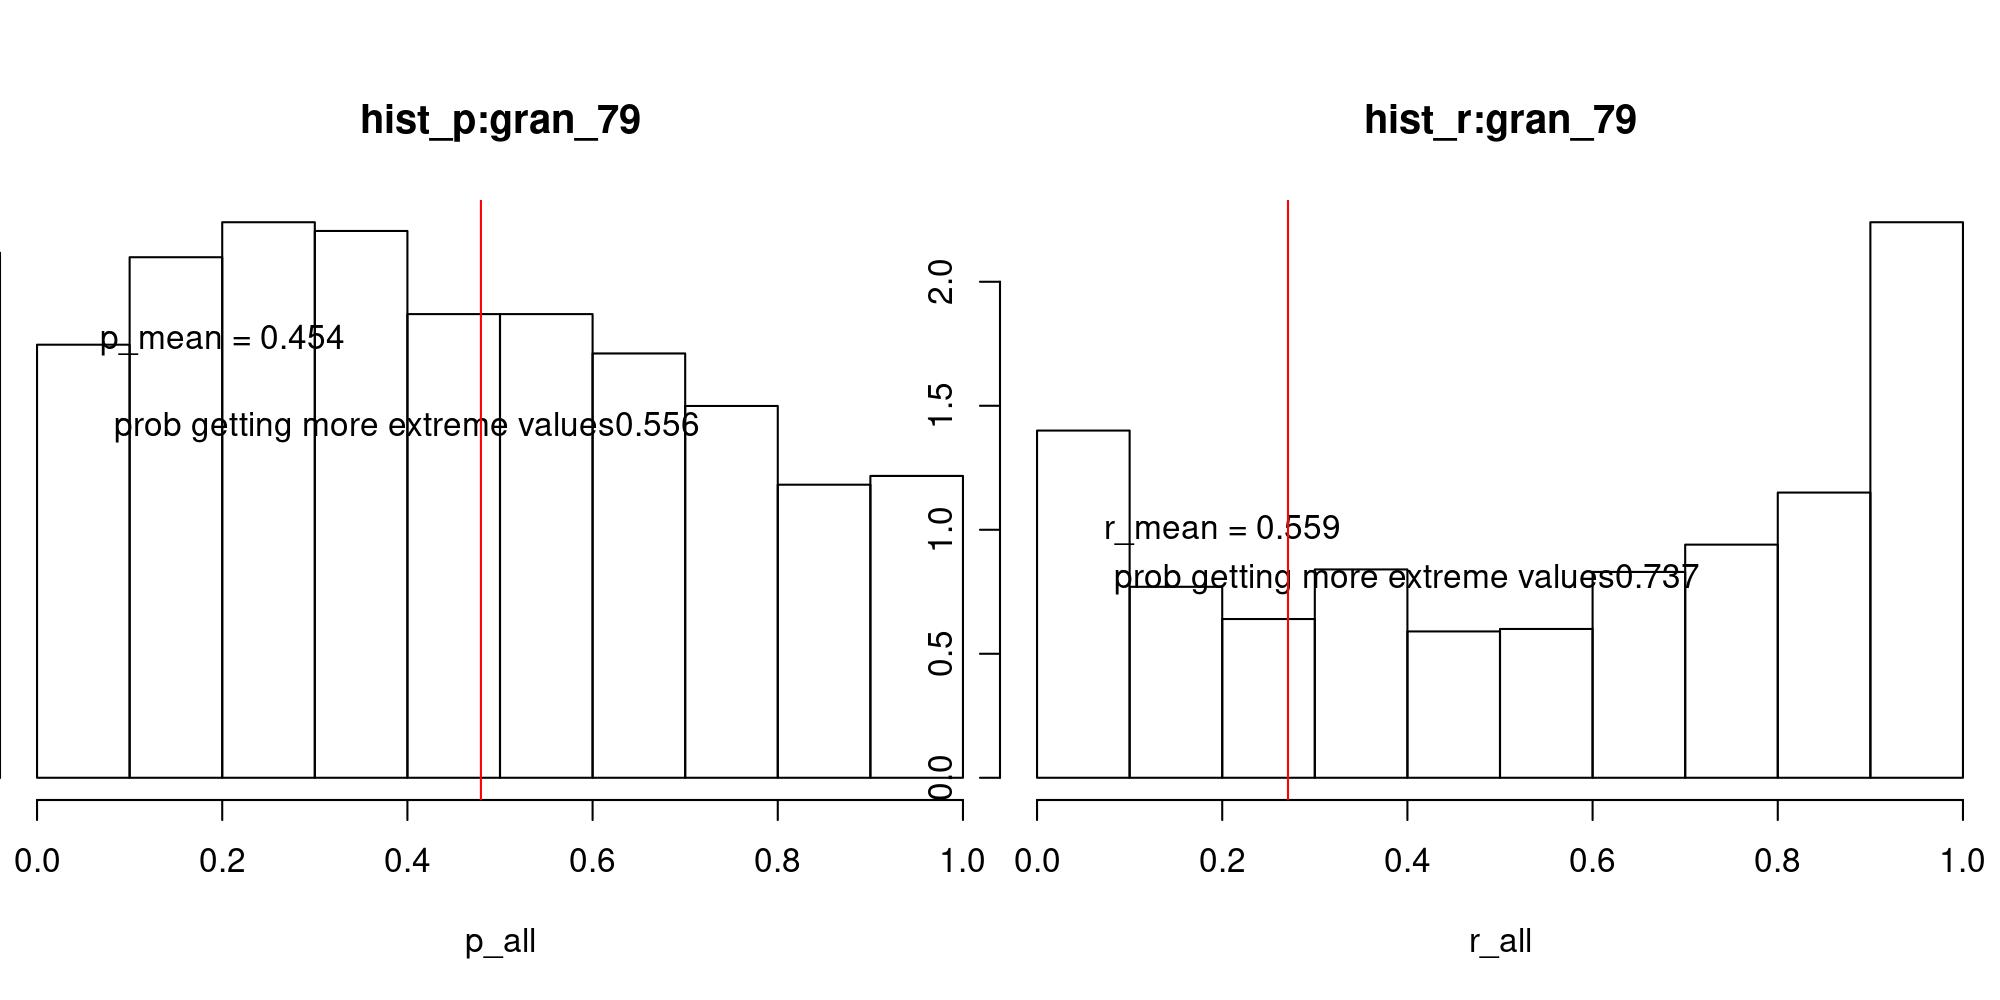 hist_p:gran_79
p_mean = 0.454
prob getting more extreme values0.556
0.0 0.2 0.4 0.6 0.8 1.0
p_all
hist_r:gran_79
2.0
1.5
1.0
0.5
0.0
r_mean = 0.559
prob getting more extreme values0.737
0.0 0.2 0.4 0.6 0.8 1.0
r_all